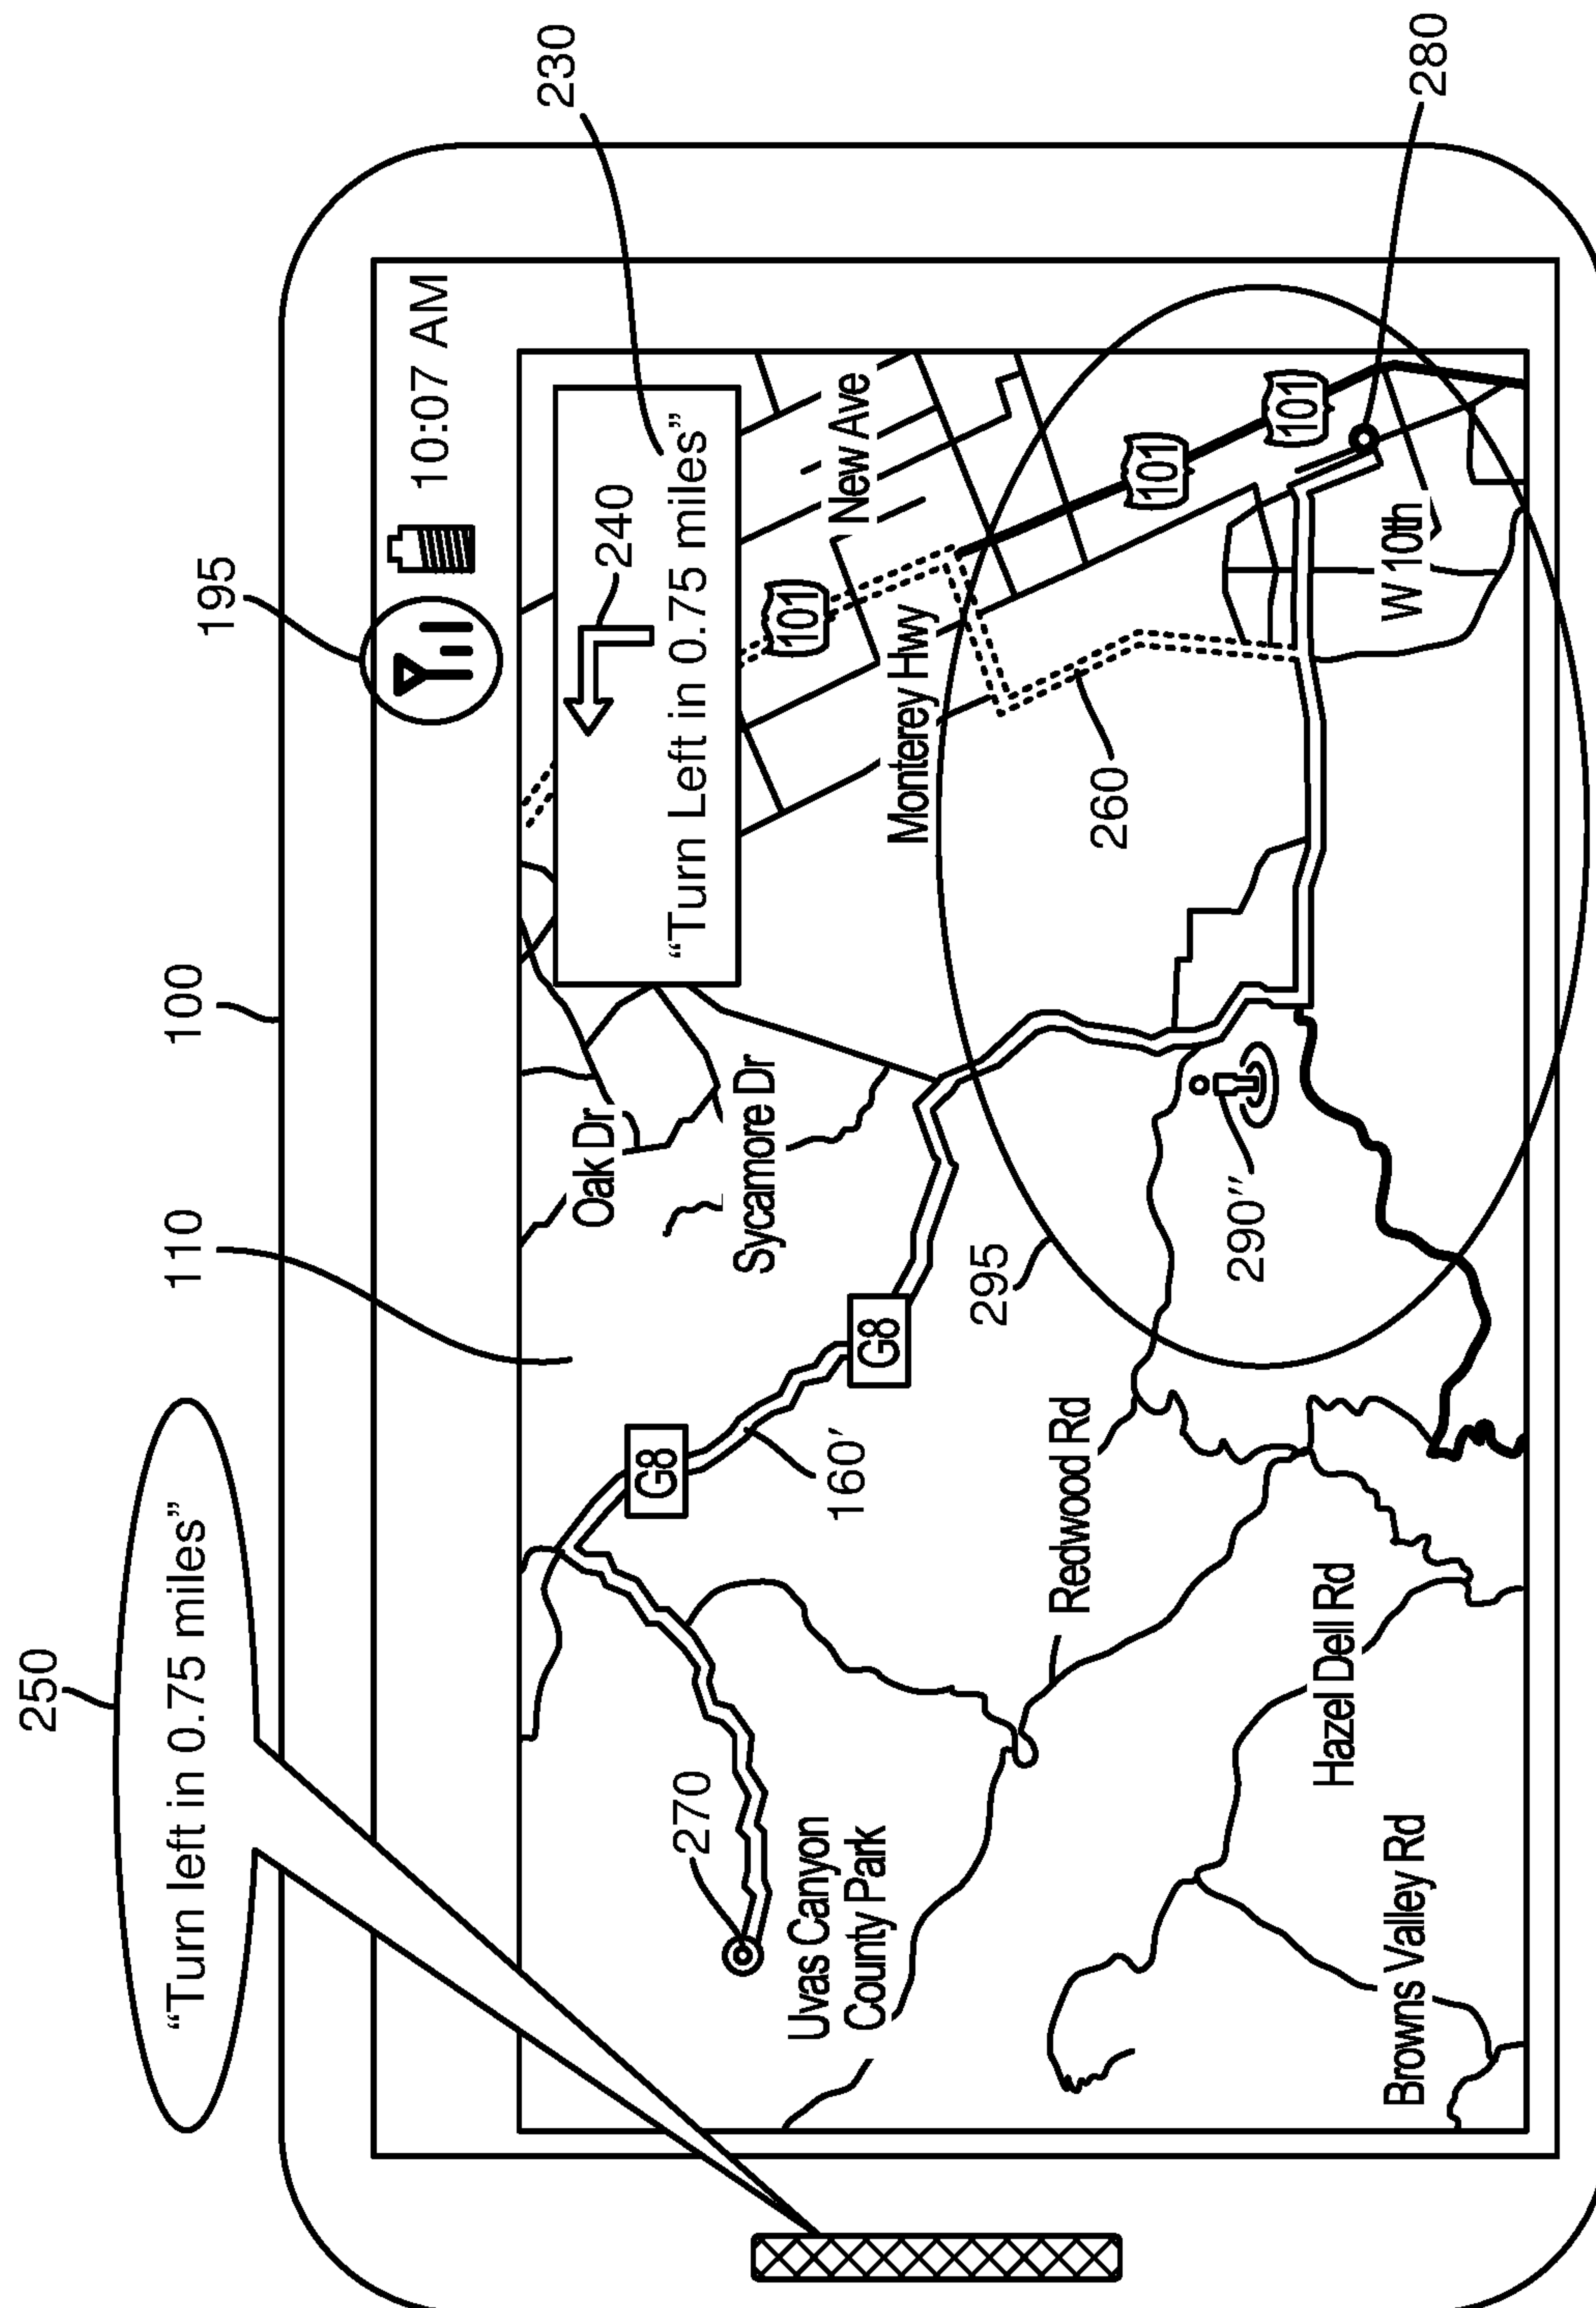 250
"Turn left in 0.75 miles"
110
100
195
10:07 AM
230
240
"Turn Left in 0.75 miles"
Oak Dr
Sycamore Dr
G8
G8
160′
270
Uvas Canyon
County Park
101
New Ave
Monterey Hwy
101
101
260
295
290″
Redwood Rd
Hazel Dell Rd
Browns Valley Rd
W 10th
280